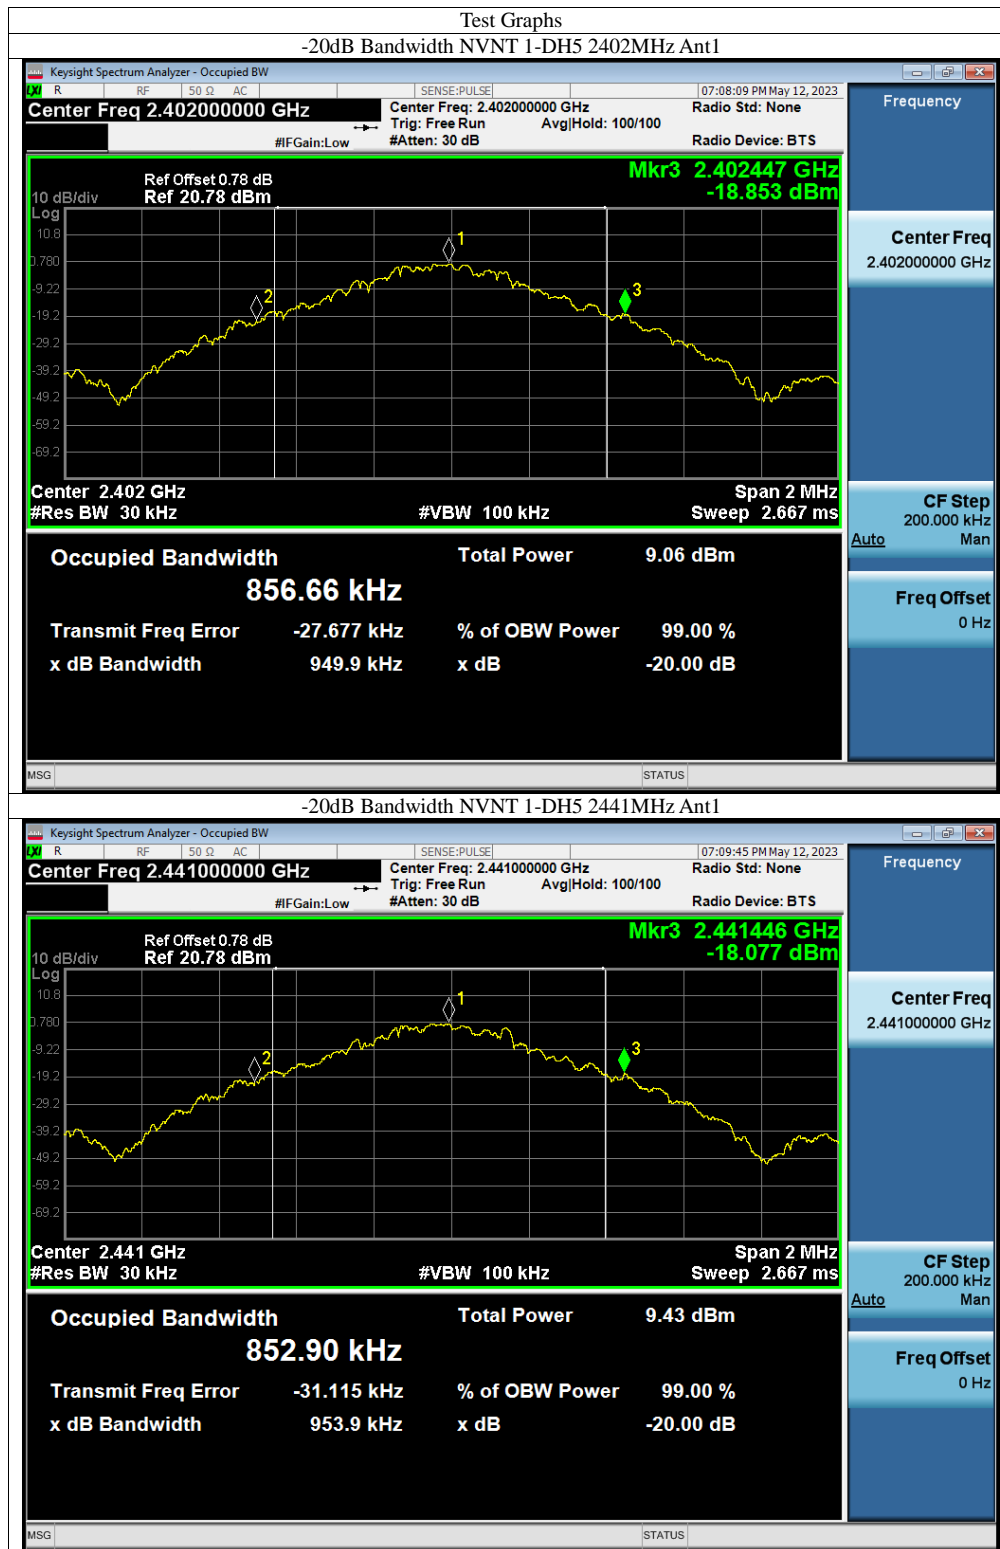 Test Graphs
-20dB Bandwidth NVNT 1-DH5 2402MHz Ant1
Keysight Spectrum Analyzer - Occupied BW
LXI R RF 50 Ω AC SENSE:PULSE 07:08:09 PM May 12, 2023
Center Freq 2.402000000 GHz
Center Freq: 2.402000000 GHz Radio Std: None
Trig: Free Run Avg|Hold: 100/100
#IFGain:Low #Atten: 30 dB Radio Device: BTS
Frequency
Mkr3 2.402447 GHz
-18.853 dBm
Ref Offset 0.78 dB
10 dB/div Ref 20.78 dBm
Log
10.8
0.780
-9.22
-19.2
-29.2
-39.2
-49.2
-59.2
-69.2
1
2
3
Center 2.402 GHz Span 2 MHz
#Res BW 30 kHz #VBW 100 kHz Sweep 2.667 ms
Center Freq
2.402000000 GHz
CF Step
200.000 kHz
Auto Man
Freq Offset
0 Hz
Occupied Bandwidth Total Power 9.06 dBm
856.66 kHz
Transmit Freq Error -27.677 kHz % of OBW Power 99.00 %
x dB Bandwidth 949.9 kHz x dB -20.00 dB
MSG STATUS
-20dB Bandwidth NVNT 1-DH5 2441MHz Ant1
Keysight Spectrum Analyzer - Occupied BW
LXI R RF 50 Ω AC SENSE:PULSE 07:09:45 PM May 12, 2023
Center Freq 2.441000000 GHz
Center Freq: 2.441000000 GHz Radio Std: None
Trig: Free Run Avg|Hold: 100/100
#IFGain:Low #Atten: 30 dB Radio Device: BTS
Frequency
Mkr3 2.441446 GHz
-18.077 dBm
Ref Offset 0.78 dB
10 dB/div Ref 20.78 dBm
Log
10.8
0.780
-9.22
-19.2
-29.2
-39.2
-49.2
-59.2
-69.2
1
2
3
Center 2.441 GHz Span 2 MHz
#Res BW 30 kHz #VBW 100 kHz Sweep 2.667 ms
Center Freq
2.441000000 GHz
CF Step
200.000 kHz
Auto Man
Freq Offset
0 Hz
Occupied Bandwidth Total Power 9.43 dBm
852.90 kHz
Transmit Freq Error -31.115 kHz % of OBW Power 99.00 %
x dB Bandwidth 953.9 kHz x dB -20.00 dB
MSG STATUS